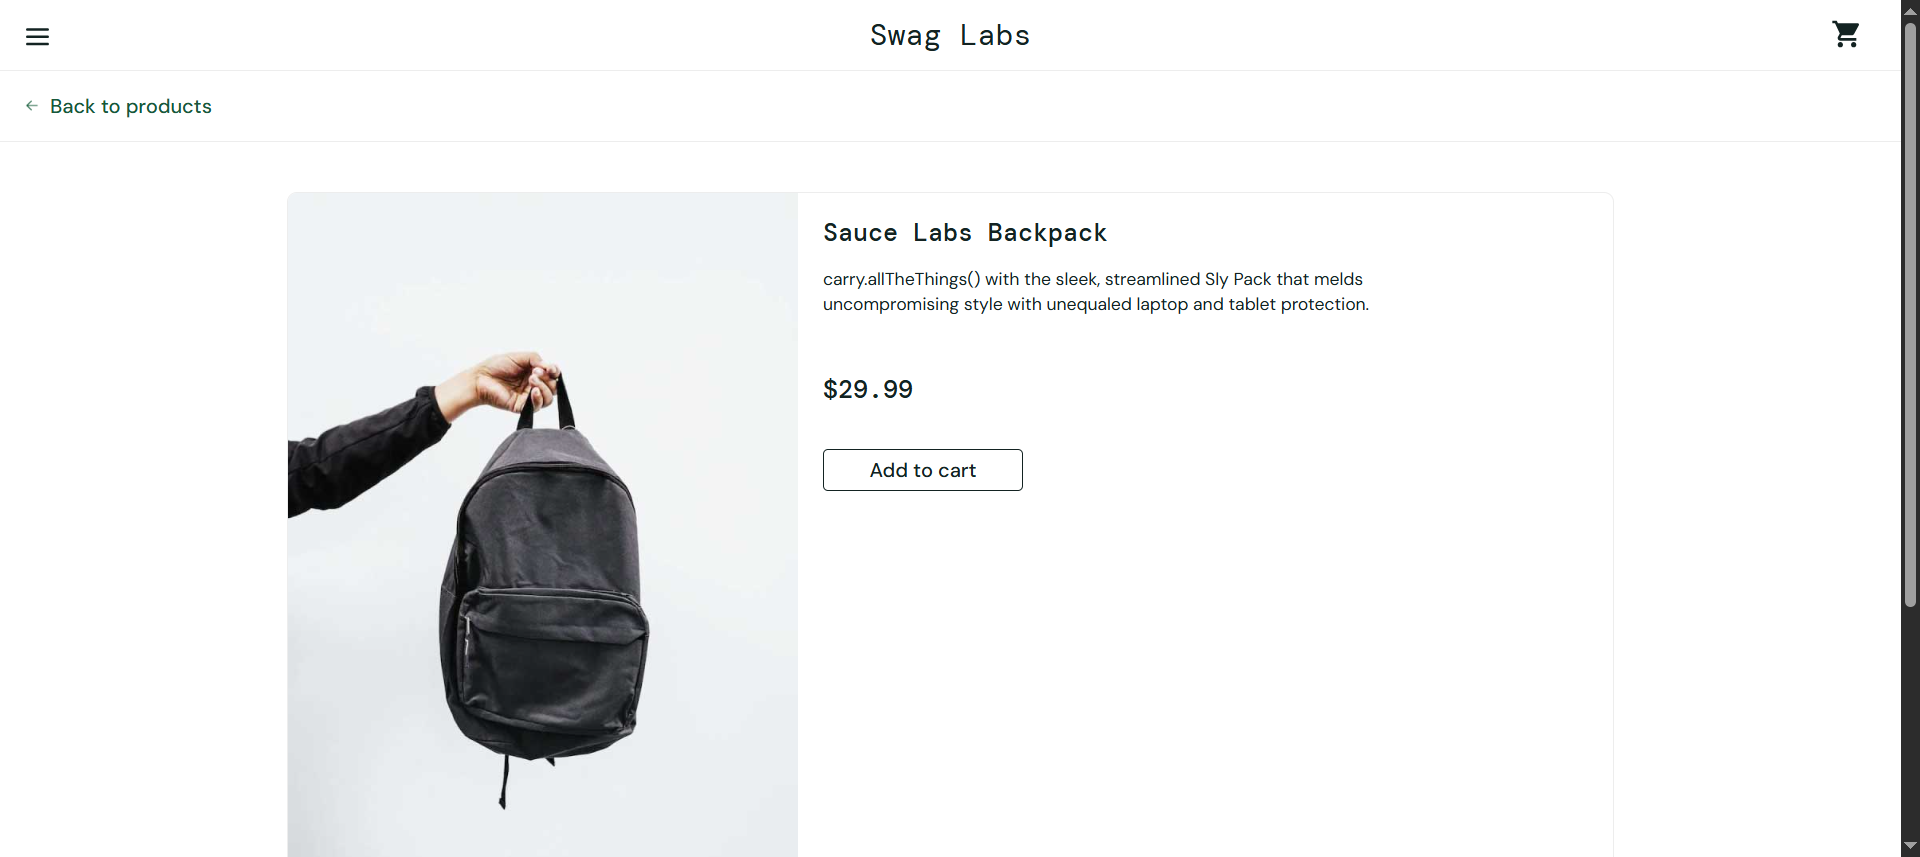 Swag Labs
Back to products
Sauce Labs Backpack
carry.allTheThings() with the sleek, streamlined Sly Pack that melds
uncompromising style with unequaled laptop and tablet protection.
$29.99
Add to cart